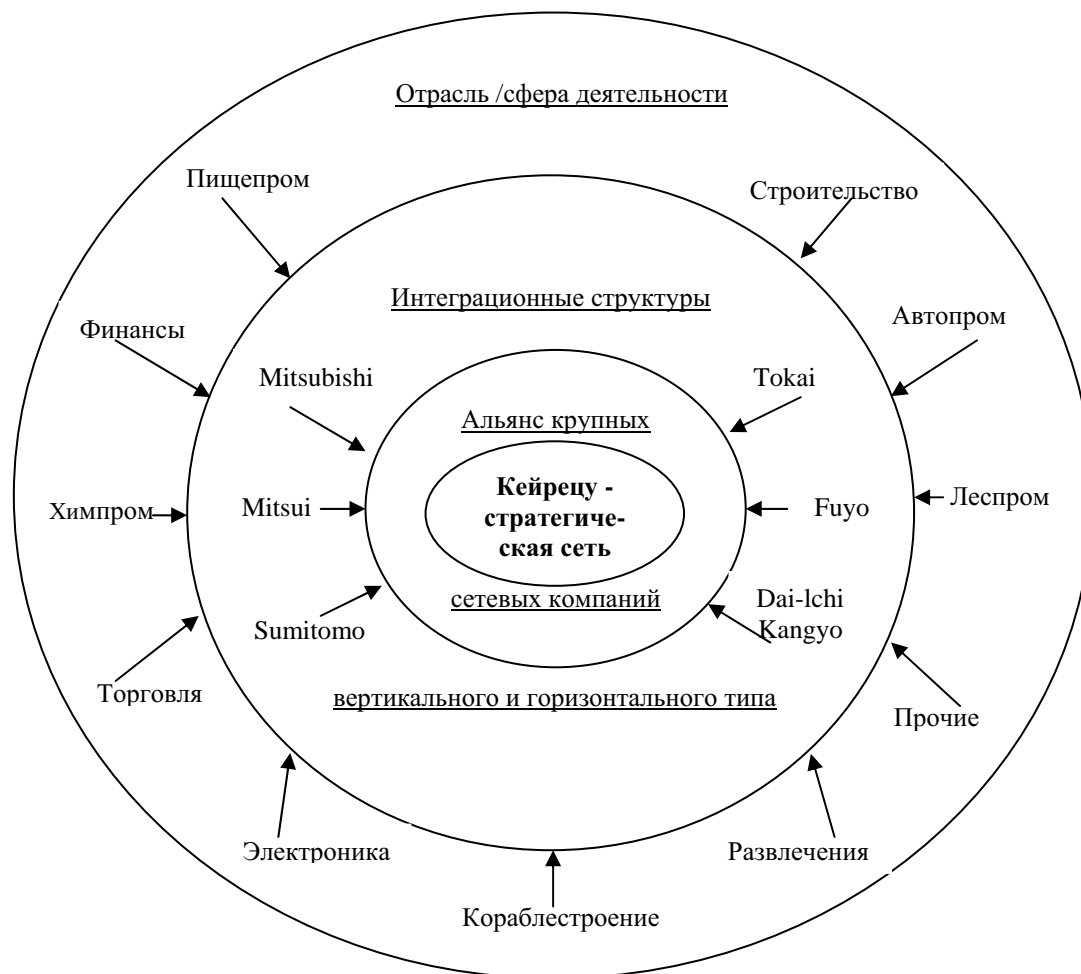 Отрасль /сфера деятельности
Пищепром
Строительство
Интеграционные структуры
Финансы
Автопром
Mitsubishi
Tokai
Альянс крупных
Кейрецу -
стратегиче-
ская сеть
Химпром
Mitsui
Fuyo
Леспром
сетевых компаний
Dai-lchi
Kangyo
Sumitomo
Торговля
вертикального и горизонтального типа
Прочие
Электроника
Развлечения
Кораблестроение